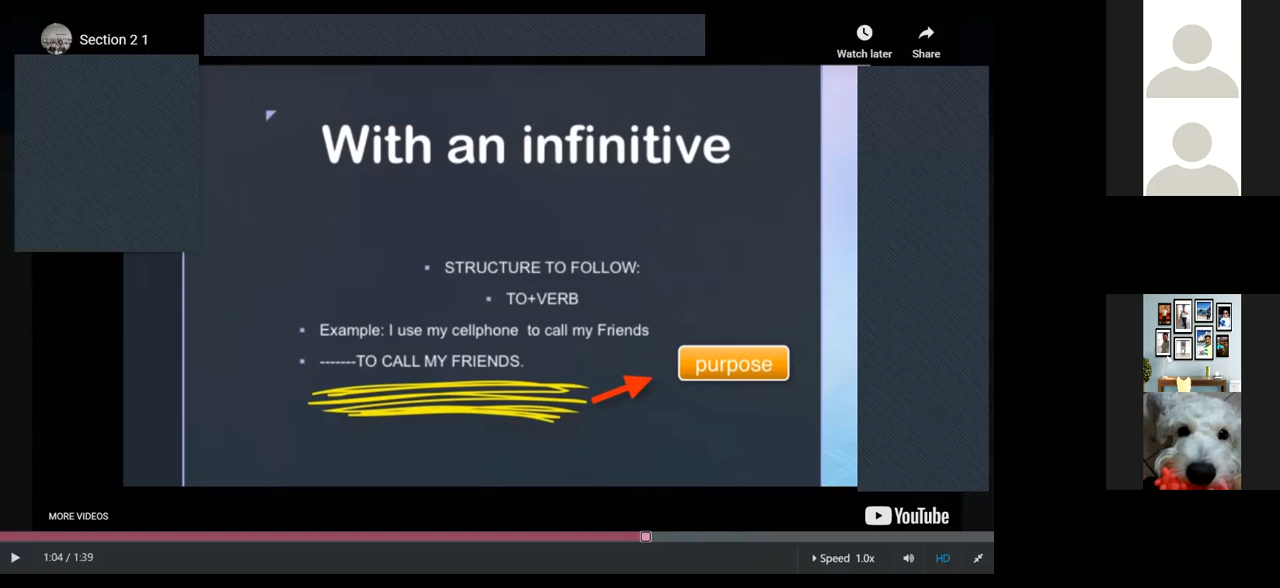 Section 2 1
Watch later
Share
With an infinitive
STRUCTURE TO FOLLOW:
TO+VERB
Example: I use my cellphone to call my Friends
-------TO CALL MY FRIENDS.
purpose
MORE VIDEOS
YouTube
1:04 / 1:39
Speed 1.0x
HD